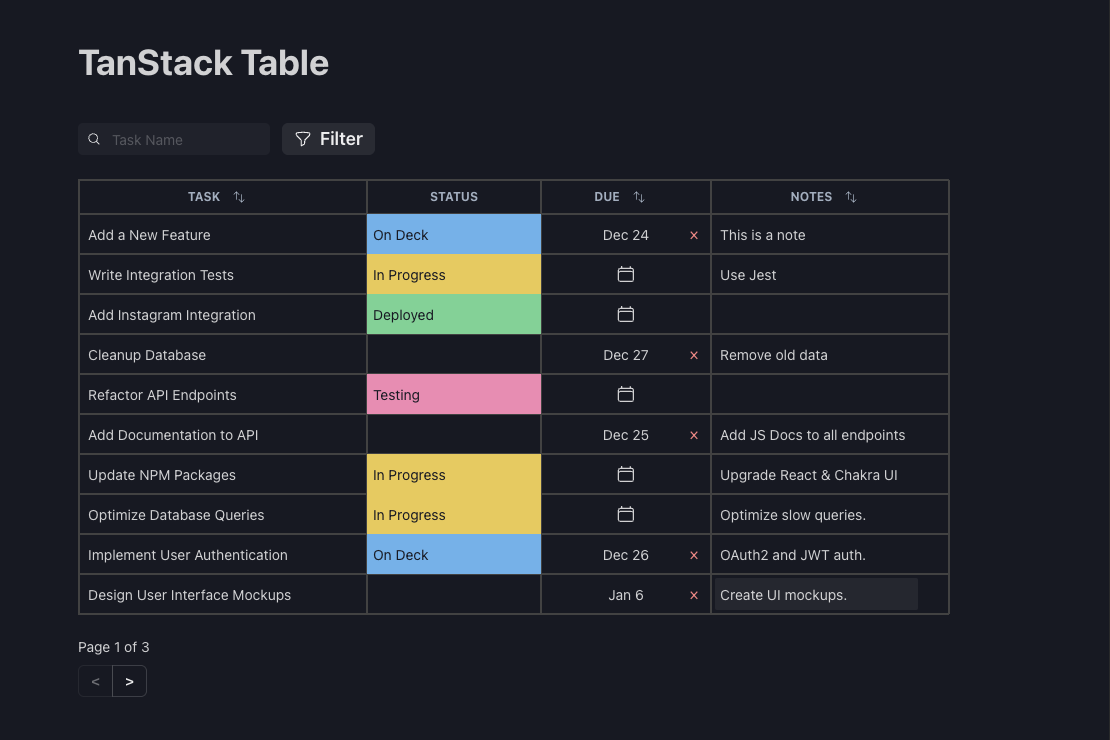 TanStack Table
Task Name Filter
TASK STATUS DUE NOTES
Add a New Feature On Deck Dec 24 × This is a note
Write Integration Tests In Progress Use Jest
Add Instagram Integration Deployed
Cleanup Database Dec 27 × Remove old data
Refactor API Endpoints Testing
Add Documentation to API Dec 25 × Add JS Docs to all endpoints
Update NPM Packages In Progress Upgrade React & Chakra UI
Optimize Database Queries In Progress Optimize slow queries.
Implement User Authentication On Deck Dec 26 × OAuth2 and JWT auth.
Design User Interface Mockups Jan 6 × Create UI mockups.
Page 1 of 3
< >